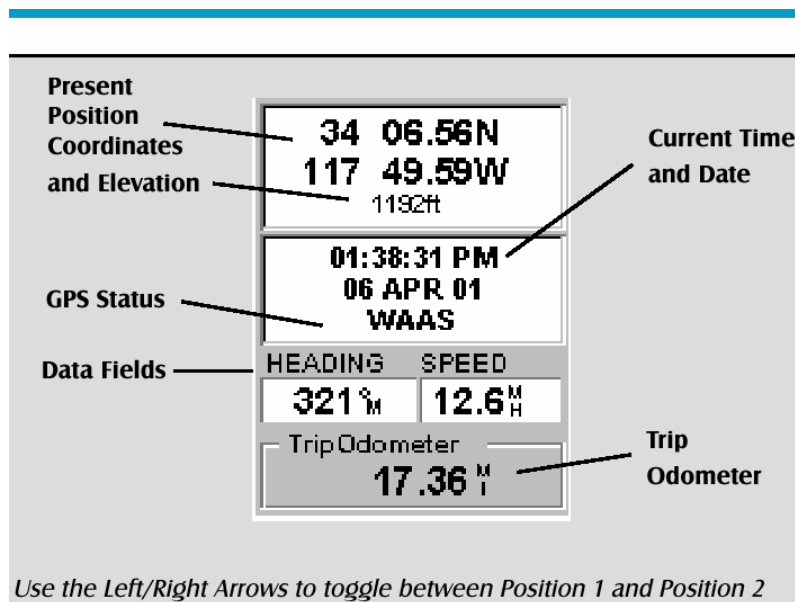 Present
Position
Coordinates
and Elevation
34 06.56N
117 49.59W
1192ft
Current Time
and Date
01:38:31 PM
06 APR 01
WAAS
GPS Status
Data Fields
HEADING SPEED
321°M 12.6MH
TripOdometer
17.36MI
Trip
Odometer
Use the Left/Right Arrows to toggle between Position 1 and Position 2